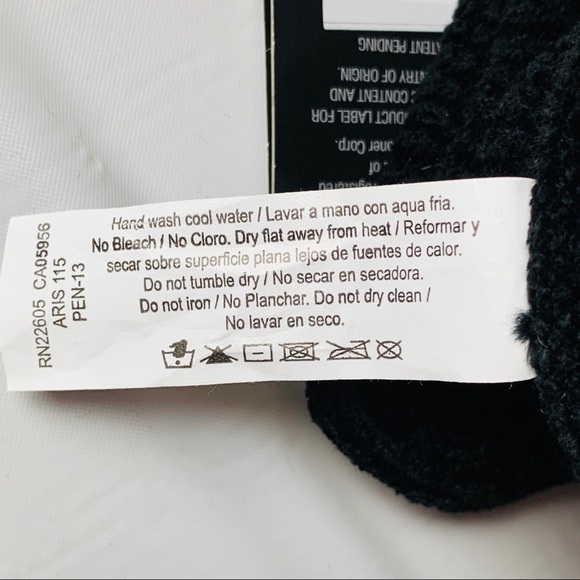 Hand wash cool water / Lavar a mano con aqua fria.
No Bleach / No Cloro. Dry flat away from heat / Reformar y
secar sobre superficie plana lejos de fuentes de calor.
Do not tumble dry / No secar en secadora.
Do not iron / No Planchar. Do not dry clean /
No lavar en seco.
RN22605 CA05956
ARIS 115
PEN-13
of
ner Corp.
LABEL FOR
CONTENT AND
OF ORIGIN.
PENDING